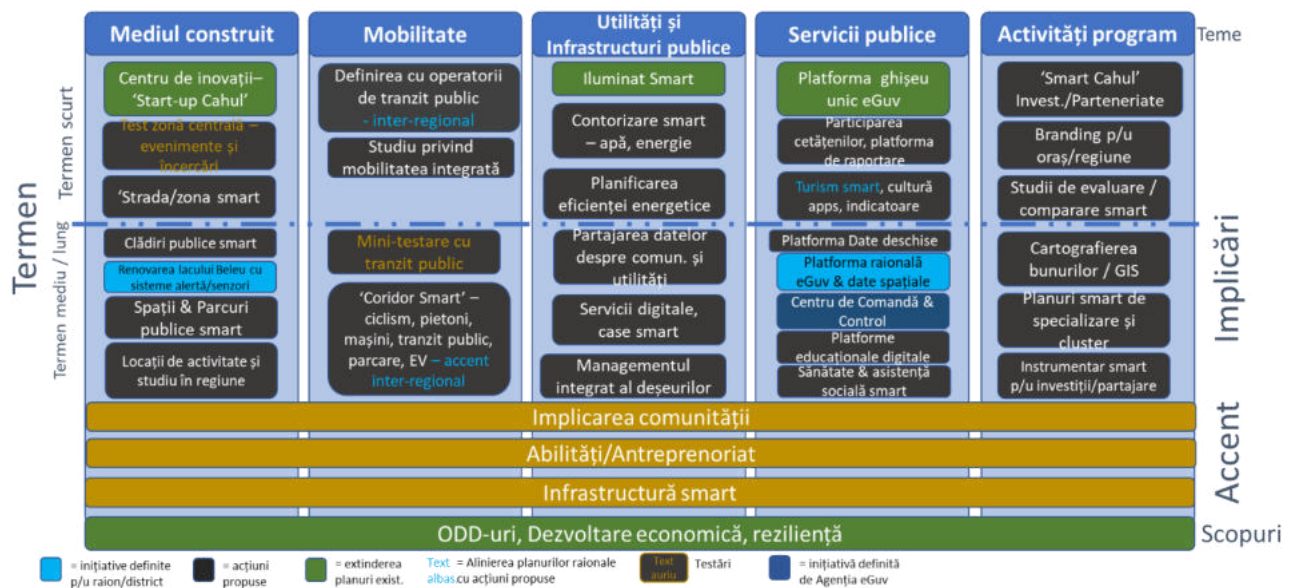 Mediul construit
Mobilitate
Utilități și
Infrastructuri publice
Servicii publice
Activități program
Teme
Termen
Termen scurt
Termen mediu / lung
Centru de inovații–
‘Start-up Cahul’
Test zonă centrală –
evenimente și
încercări
‘Strada/zona smart
Clădiri publice smart
Renovarea lacului Beleu cu
sisteme alertă/senzori
Spații & Parcuri
publice smart
Locații de activitate și
studiu în regiune
Definirea cu operatorii
de tranzit public
- inter-regional
Studiu privind
mobilitatea integrată
Mini-testare cu
tranzit public
‘Coridor Smart’ –
ciclism, pietoni,
mașini, tranzit public,
parcare, EV – accent
inter-regional
Iluminat Smart
Contorizare smart
– apă, energie
Planificarea
eficienței energetice
Partajarea datelor
despre comun. și
utilități
Servicii digitale,
case smart
Managementul
integrat al deșeurilor
Platforma ghișeu
unic eGuv
Participarea
cetățenilor, platforma
de raportare
Turism smart, cultură
apps, indicatoare
Platforma Date deschise
Platforma raională
eGuv & date spațiale
Centru de Comandă &
Control
Platforme
educaționale digitale
Sănătate & asistență
socială smart
‘Smart Cahul’
Invest./Parteneriate
Branding p/u
oraș/regiune
Studii de evaluare /
comparare smart
Cartografierea
bunurilor / GIS
Planuri smart de
specializare și
cluster
Instrumentar smart
p/u investiții/partajare
Implicări
Implicarea comunității
Abilități/Antreprenoriat
Infrastructură smart
Accent
ODD-uri, Dezvoltare economică, reziliență
Scopuri
= inițiative definite
p/u raion/district
= acțiuni
propuse
= extinderea
planuri exist.
Text = Alinierea planurilor raionale
albas. cu acțiuni propuse
Text
auriu
Testări
= inițiativă definită
de Agenția eGuv